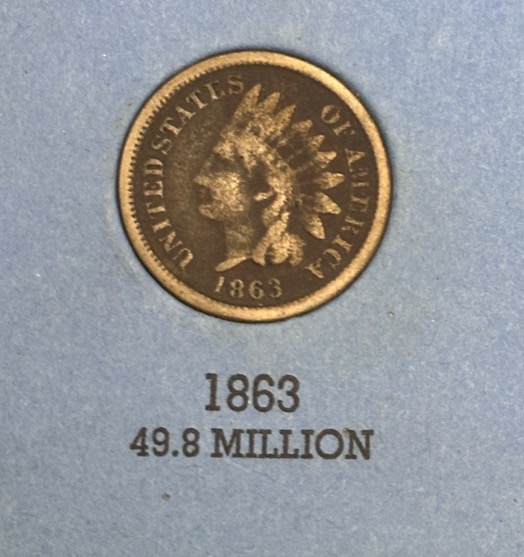 UNITED STATES OF AMERICA
1863
1863
49.8 MILLION